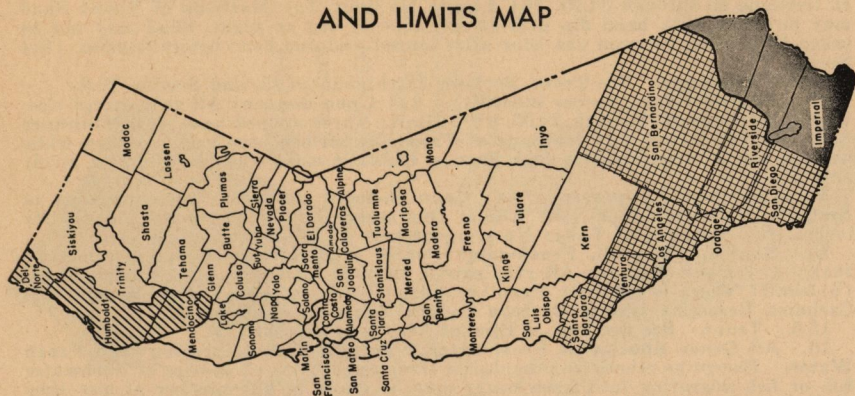 AND LIMITS MAP
Del Norte
Siskiyou
Modoc
Humboldt
Trinity
Shasta
Lassen
Tehama
Plumas
Mendocino
Glenn
Butte
Sierra
Lake
Colusa
Sut
Yuba
Nevada
Placer
Sonoma
Napa
Yolo
El Dorado
Marin
Solano
Sacra
mento
Amador
Alpine
San
Francisco
Contra
Costa
San
Joaquin
Calaveras
San Mateo
Alameda
Stanislaus
Tuolumne
Mono
Santa Cruz
Santa
Clara
Merced
Mariposa
San
Benito
Madera
Monterey
Fresno
Kings
Tulare
Inyo
San
Luis
Obispo
Kern
Santa
Barbara
Ventura
Los Angeles
San Bernardino
Orange
Riverside
San Diego
Imperial